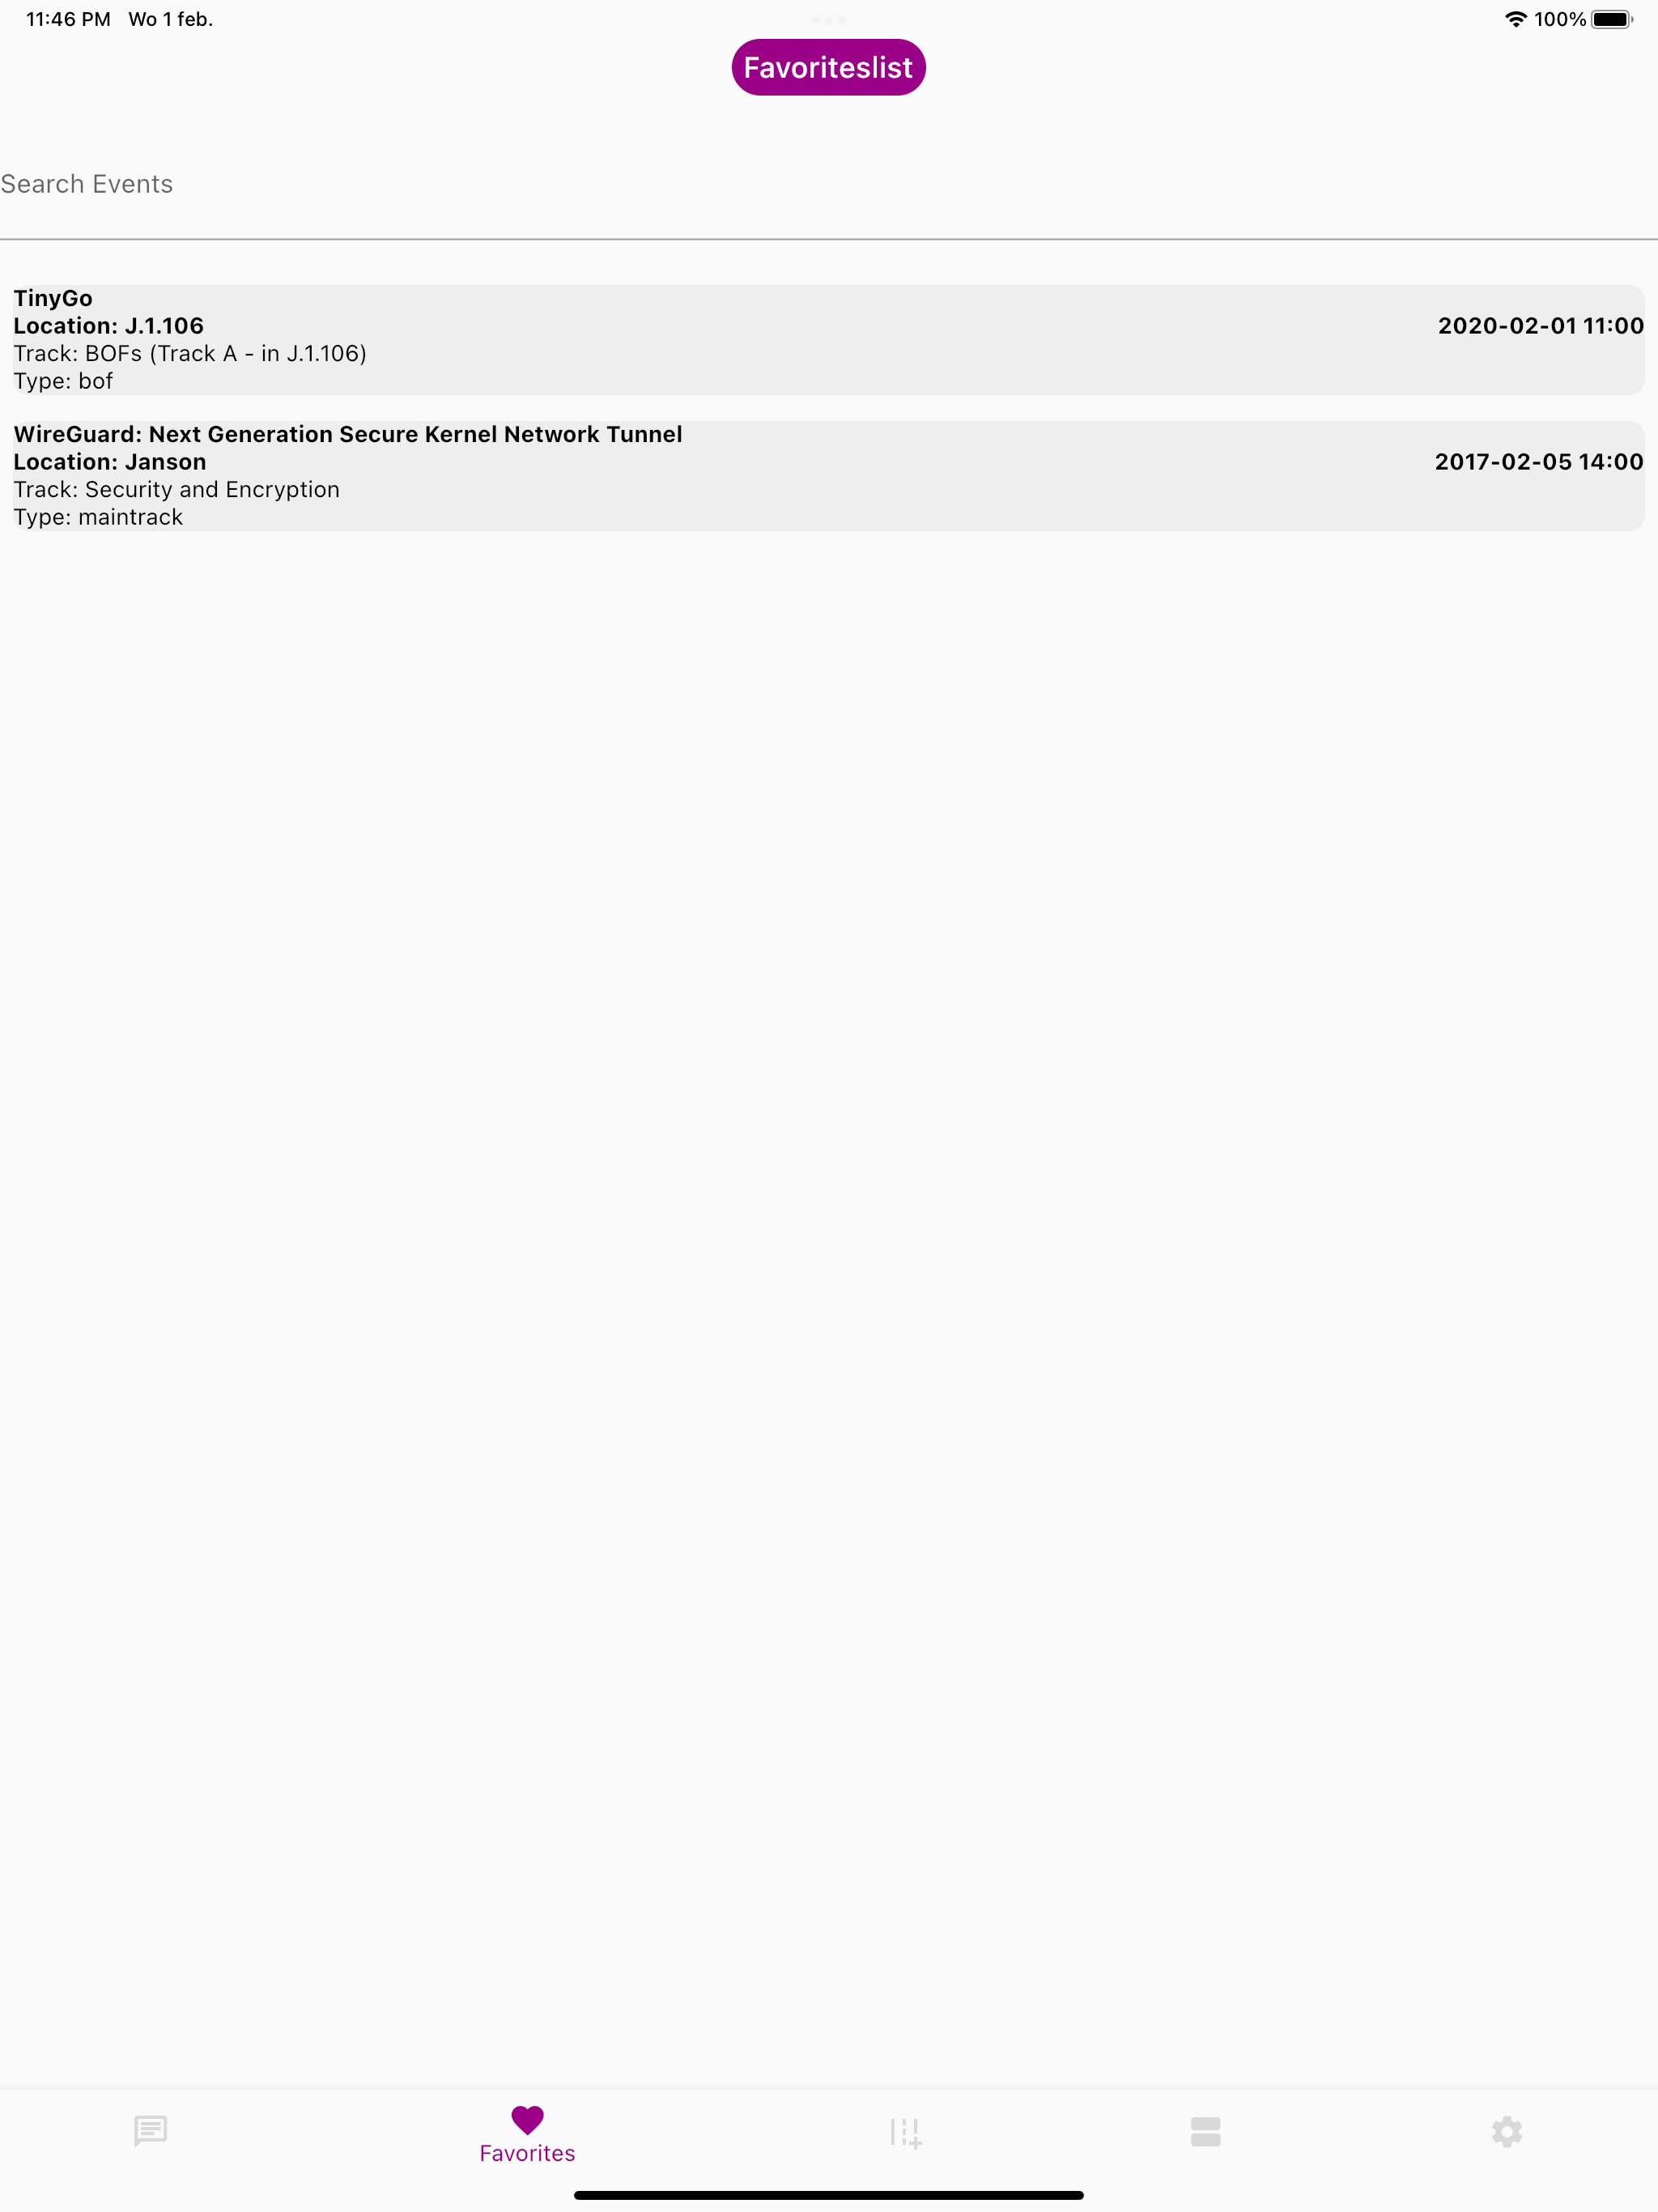 11:46 PM Wo 1 feb. 100%
Favoriteslist
Search Events
TinyGo
Location: J.1.106 2020-02-01 11:00
Track: BOFs (Track A - in J.1.106)
Type: bof
WireGuard: Next Generation Secure Kernel Network Tunnel
Location: Janson 2017-02-05 14:00
Track: Security and Encryption
Type: maintrack
Favorites